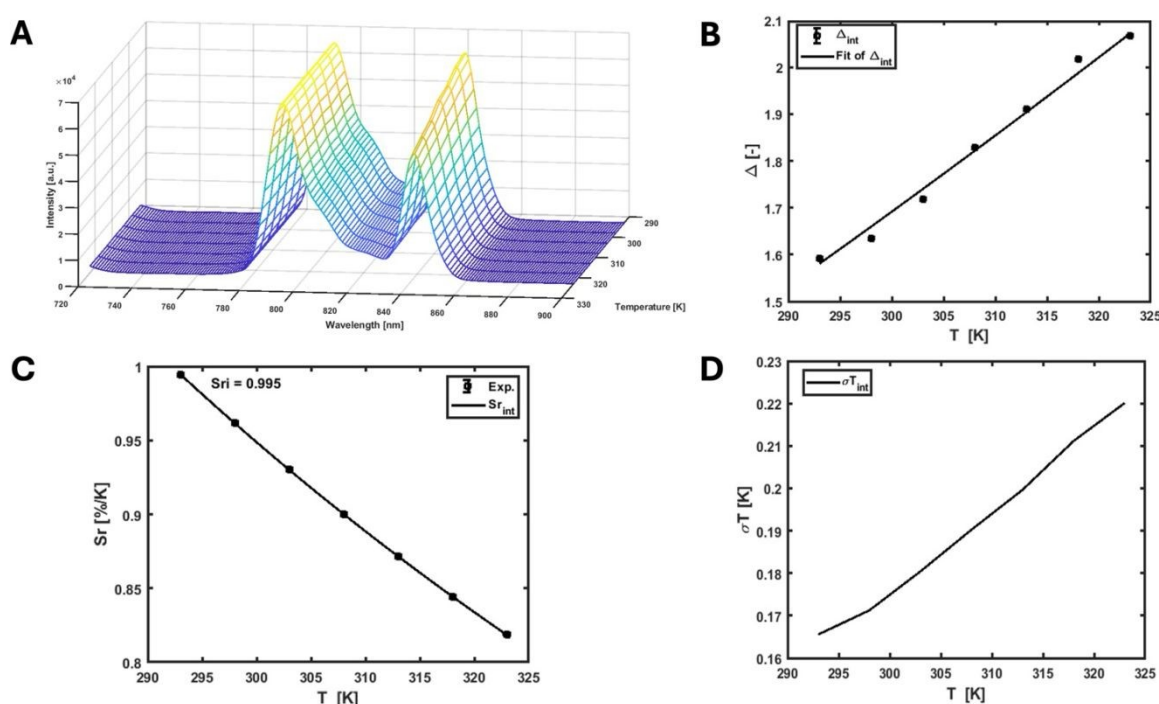 A
×10⁴
7
6
5
4
3
2
1
0
Intensity [a.u.]
720
740
760
780
800
820
840
860
880
900
Wavelength [nm]
290
300
310
320
330
Temperature [K]
B
2.1
2
1.9
1.8
1.7
1.6
1.5
Δ [-]
Δint
Fit of Δint
290 295 300 305 310 315 320 325
T [K]
C
1
0.95
0.9
0.85
0.8
Sr [%/K]
Sri = 0.995
Exp.
Srint
290 295 300 305 310 315 320 325
T [K]
D
0.23
0.22
0.21
0.2
0.19
0.18
0.17
0.16
σT [K]
σTint
290 295 300 305 310 315 320 325
T [K]